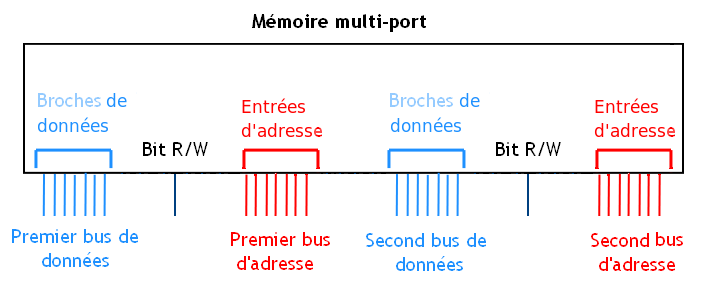 Mémoire multi-port
Broches de
données
Bit R/W
Entrées
d'adresse
Broches de
données
Bit R/W
Entrées
d'adresse
Premier bus de
données
Premier bus
d'adresse
Second bus de
données
Second bus
d'adresse